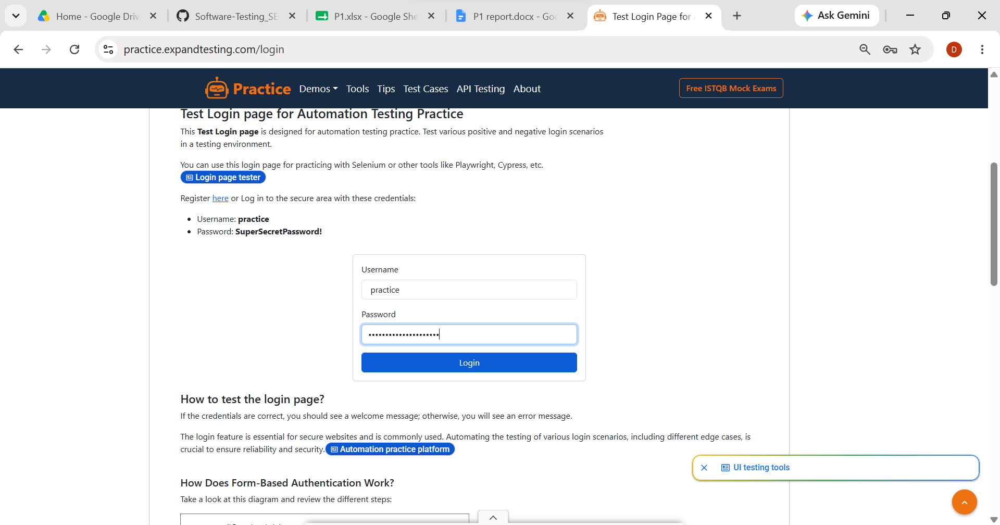 Home - Google Driv
Software-Testing_SE
P1.xlsx - Google She
P1 report.docx - Goo
Test Login Page for A
Ask Gemini
practice.expandtesting.com/login
D
Practice
Demos Tools Tips Test Cases API Testing About
Free ISTQB Mock Exams
Test Login page for Automation Testing Practice
This Test Login page is designed for automation testing practice. Test various positive and negative login scenarios
in a testing environment.
You can use this login page for practicing with Selenium or other tools like Playwright, Cypress, etc.
Login page tester
Register here or Log in to the secure area with these credentials:
• Username: practice
• Password: SuperSecretPassword!
Username
practice
Password
•••••••••••••••••••••
Login
How to test the login page?
If the credentials are correct, you should see a welcome message; otherwise, you will see an error message.
The login feature is essential for secure websites and is commonly used. Automating the testing of various login scenarios, including different edge cases, is
crucial to ensure reliability and security. Automation practice platform
UI testing tools
How Does Form-Based Authentication Work?
Take a look at this diagram and review the different steps: